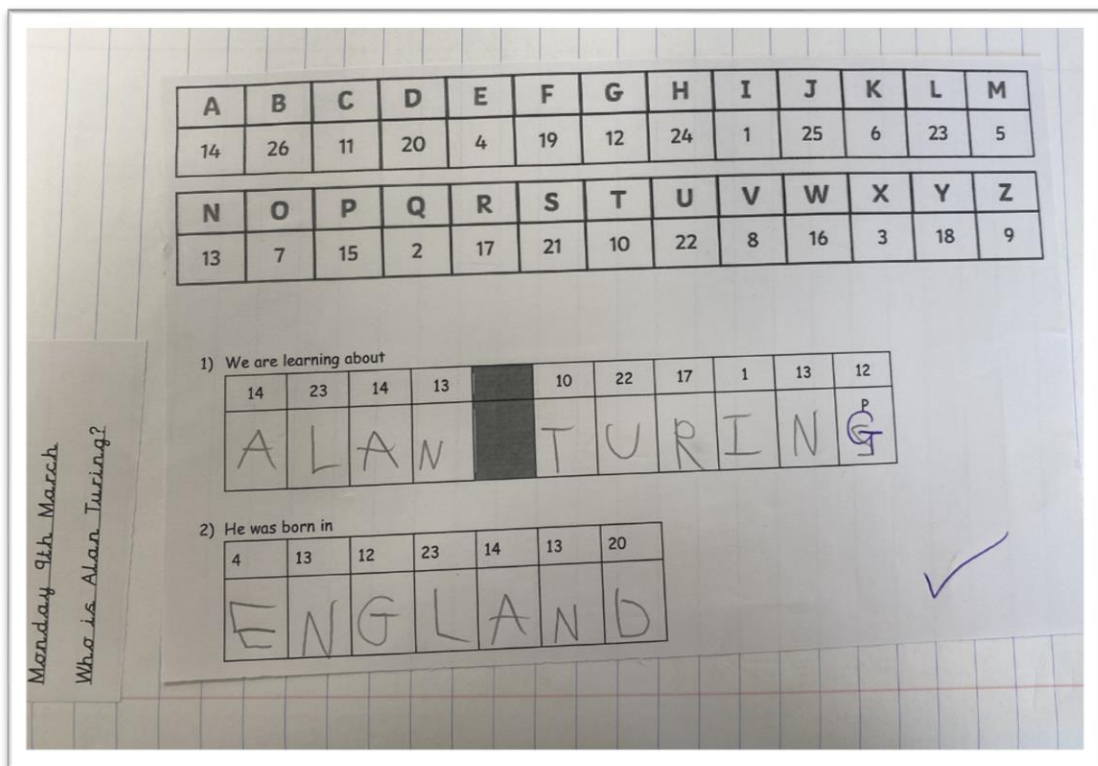 A B C D E F G H I J K L M
14 26 11 20 4 19 12 24 1 25 6 23 5
N O P Q R S T U V W X Y Z
13 7 15 2 17 21 10 22 8 16 3 18 9
1) We are learning about
14 23 14 13 10 22 17 1 13 12
P
A L A N T U R I N G
2) He was born in
4 13 12 23 14 13 20
E N G L A N D
Monday 9th March
Who is Alan Turing?